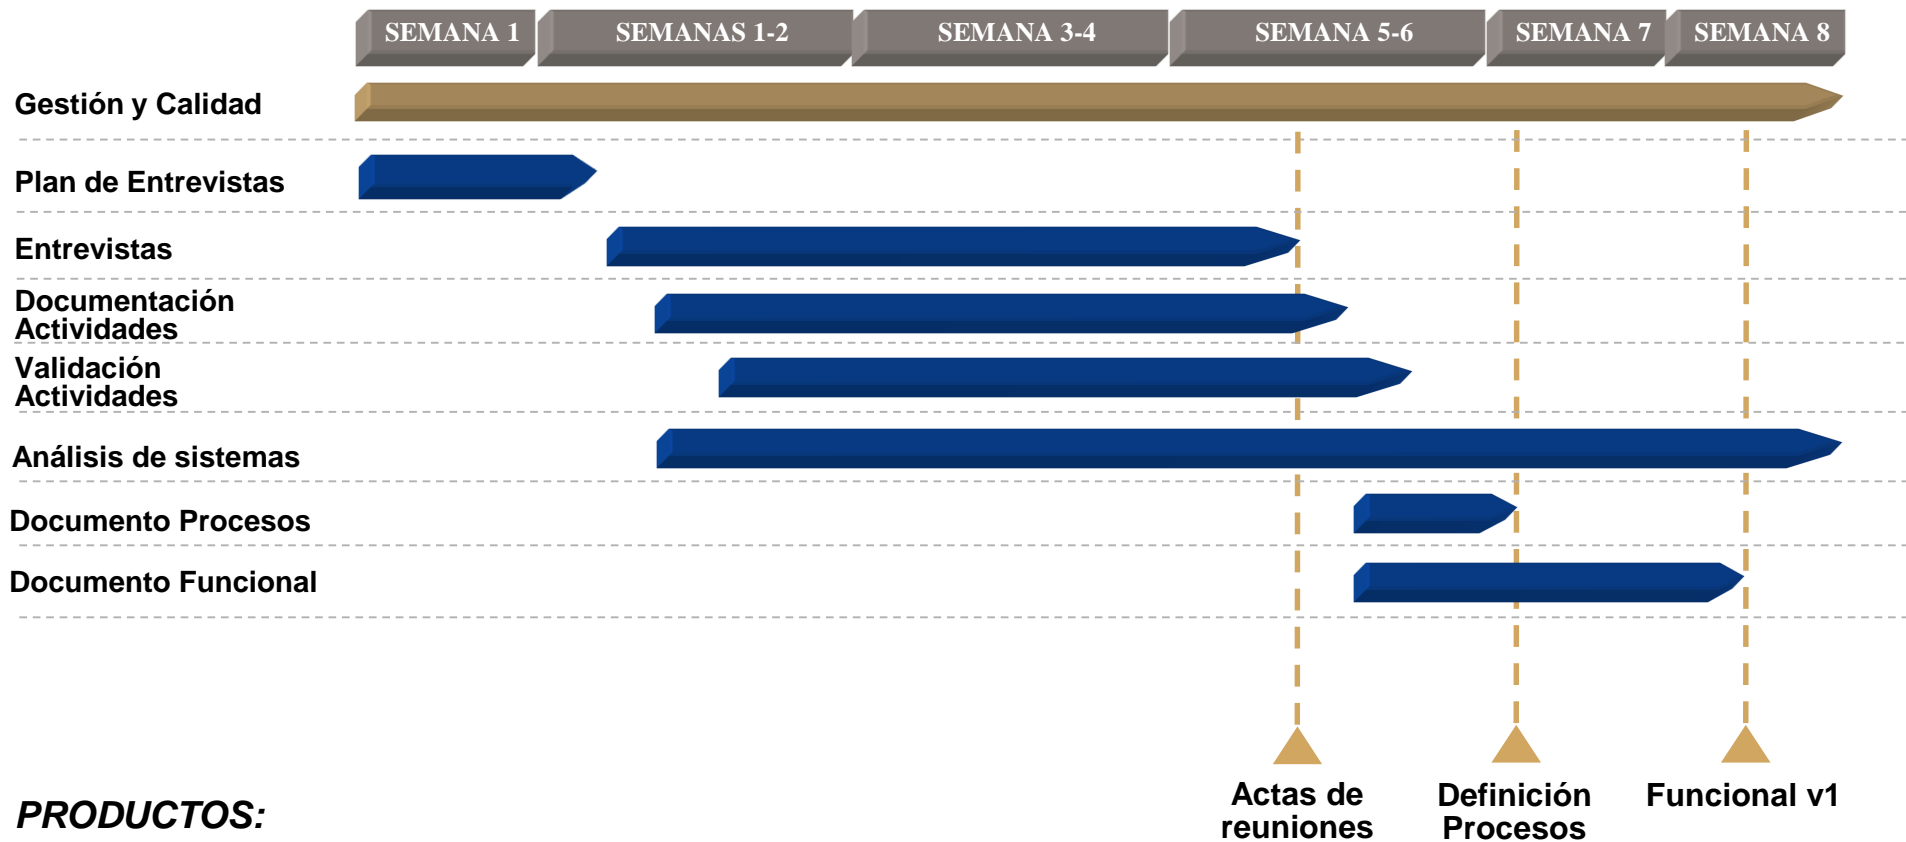 SEMANA 1
SEMANAS 1-2
SEMANA 3-4
SEMANA 5-6
SEMANA 7
SEMANA 8
Gestión y Calidad
Plan de Entrevistas
Entrevistas
Documentación
Actividades
Validación
Actividades
Análisis de sistemas
Documento Procesos
Documento Funcional
PRODUCTOS:
Actas de
reuniones
Definición
Procesos
Funcional v1